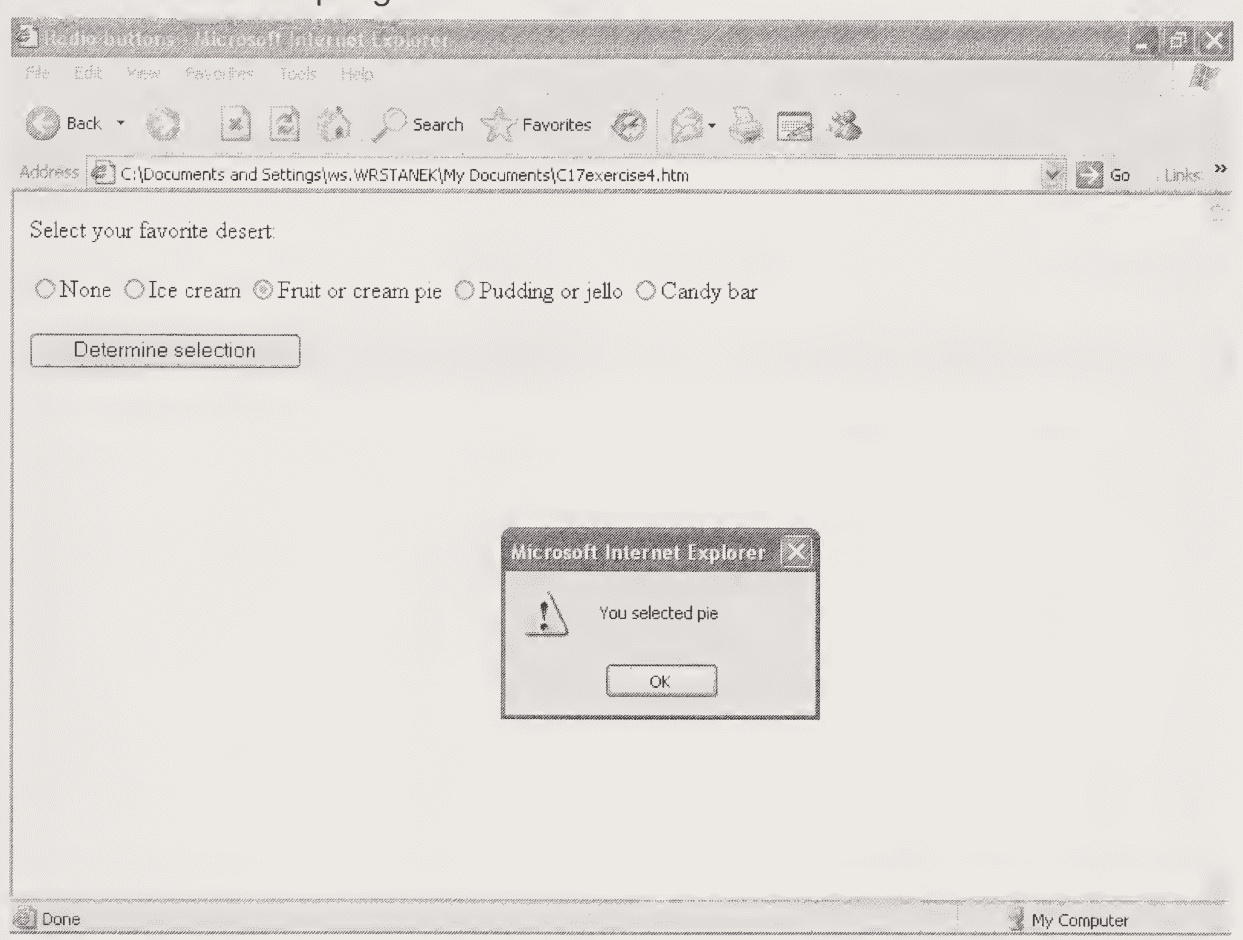 Radio buttons - Microsoft Internet Explorer
File Edit View Favorites Tools Help
Back Search Favorites
Address C:\Documents and Settings\ws.WRSTANEK\My Documents\C17exercise4.htm Go Links »
Select your favorite desert:
None Ice cream Fruit or cream pie Pudding or jello Candy bar
Determine selection
Microsoft Internet Explorer
You selected pie
OK
Done My Computer